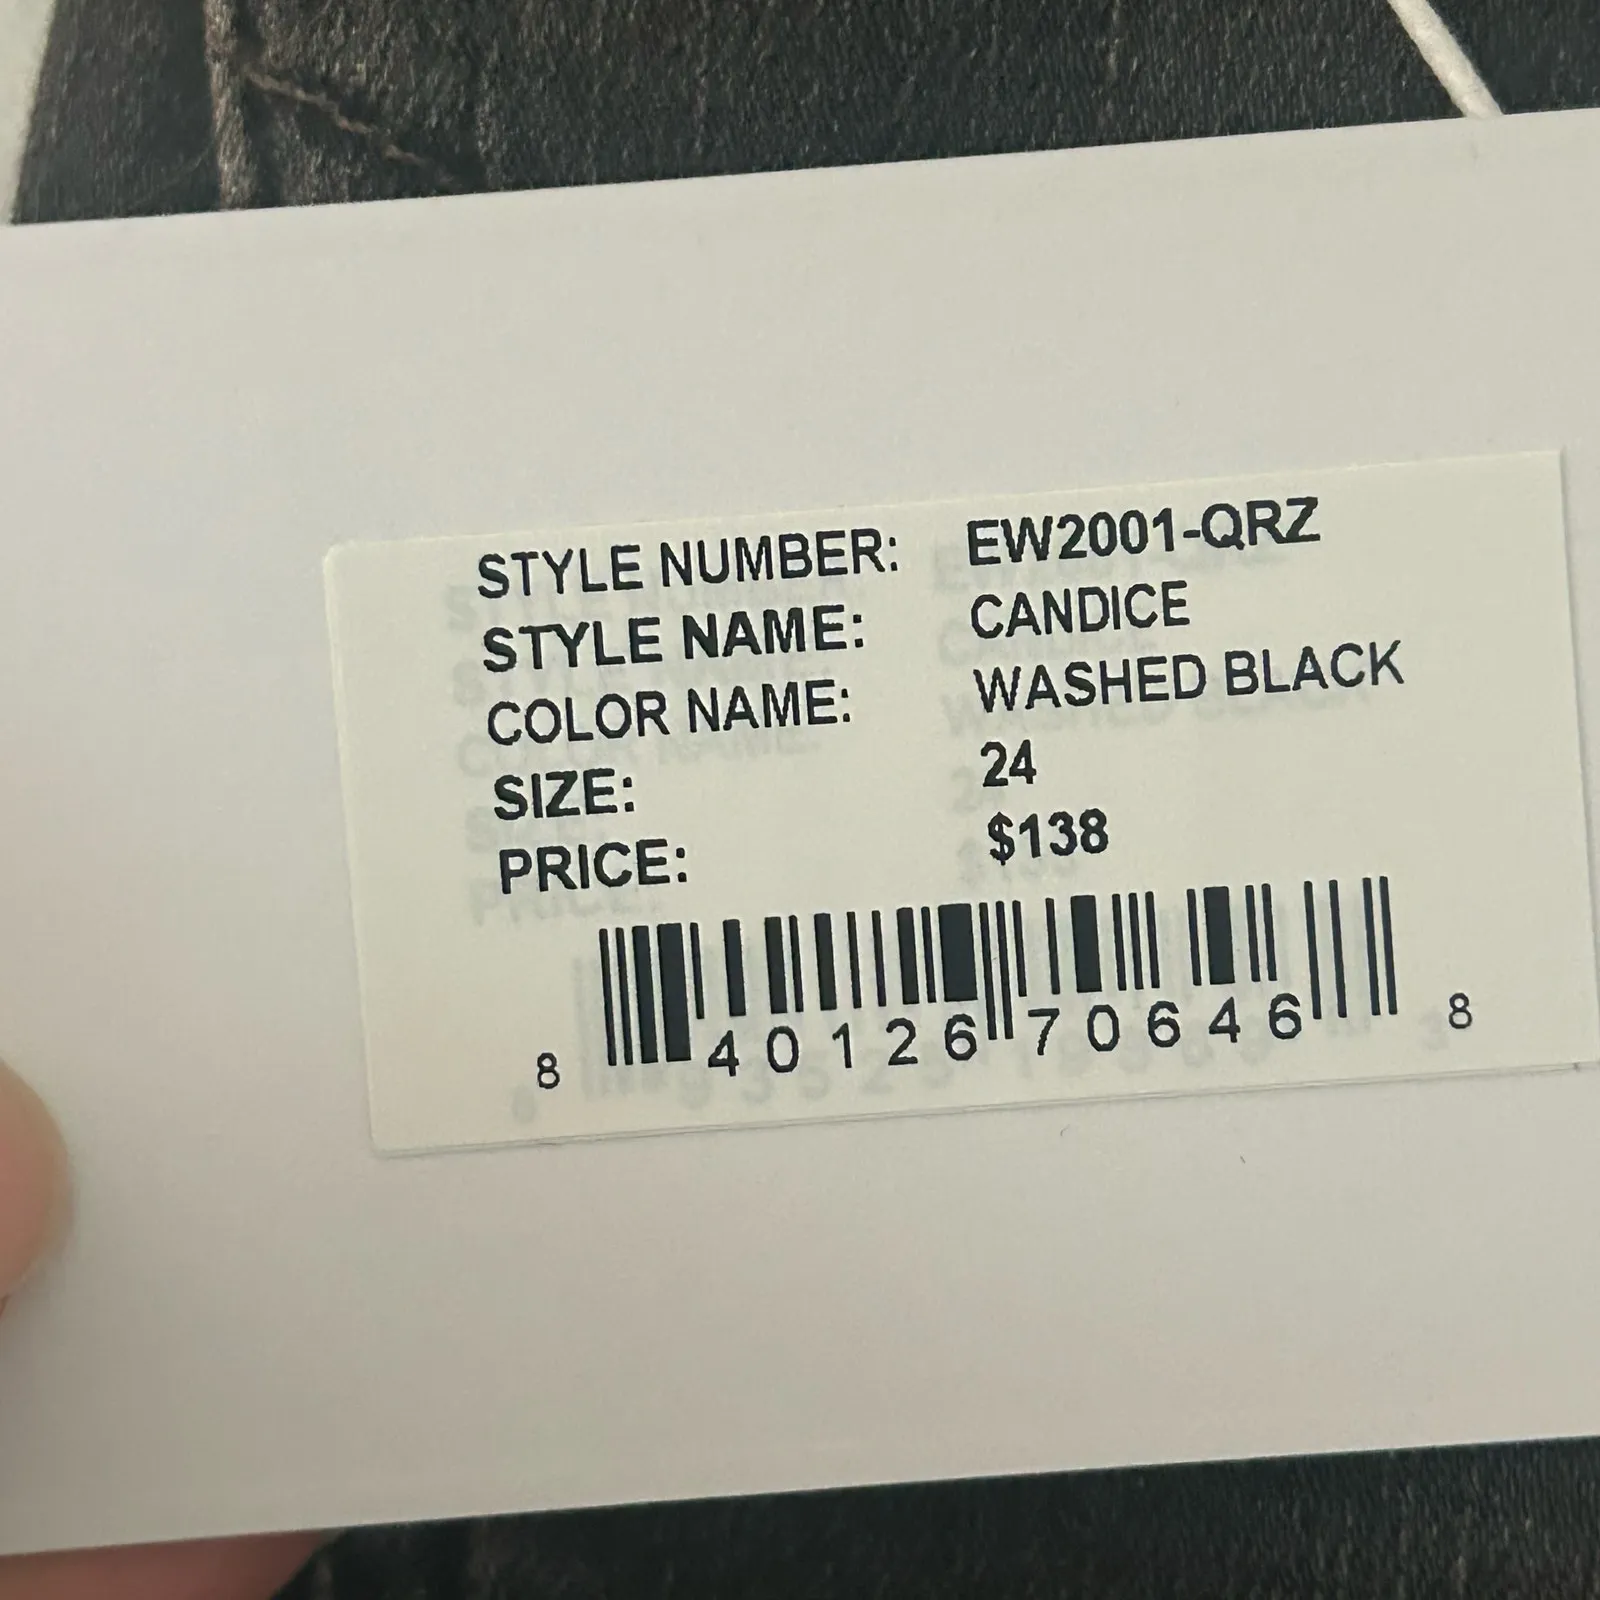 STYLE NUMBER: EW2001-QRZ
STYLE NAME: CANDICE
COLOR NAME: WASHED BLACK
SIZE: 24
PRICE: $138
8 40126 70646 8